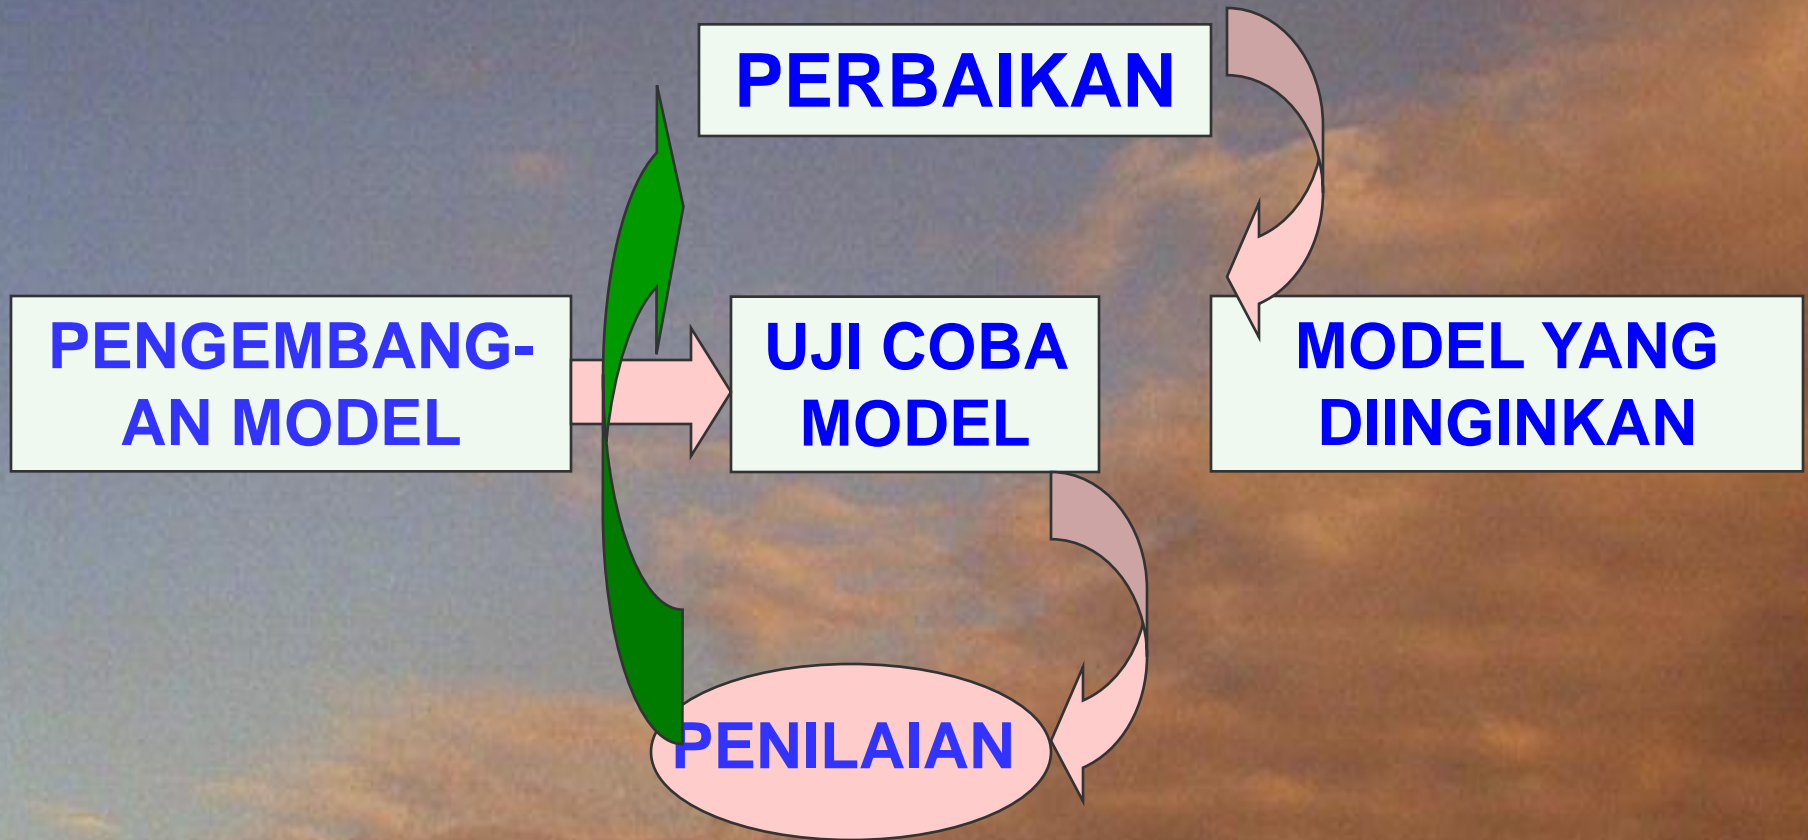 PERBAIKAN
PENGEMBANG-
AN MODEL
UJI COBA
MODEL
MODEL YANG
DIINGINKAN
PENILAIAN